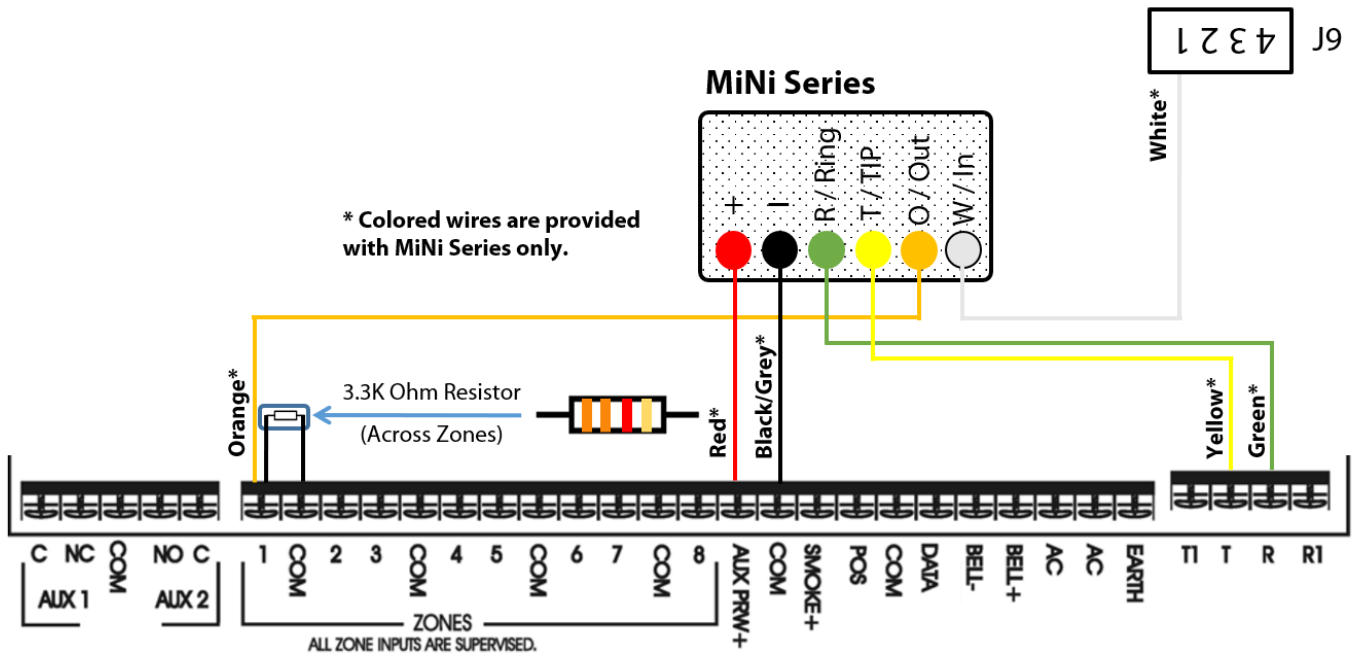 4 3 2 1
J6
MiNi Series
White*
+
–
R / Ring
T / TIP
O / Out
W / In
* Colored wires are provided
with MiNi Series only.
Orange*
3.3K Ohm Resistor
(Across Zones)
Red*
Black/Grey*
Yellow*
Green*
C NC COM NO C
AUX 1 AUX 2
1 COM 2 3 COM 4 5 COM 6 7 COM 8 AUX PRW+ COM SMOKE+ POS COM DATA BELL- BELL+ AC AC EARTH
T1 T R R1
ZONES
ALL ZONE INPUTS ARE SUPERVISED.